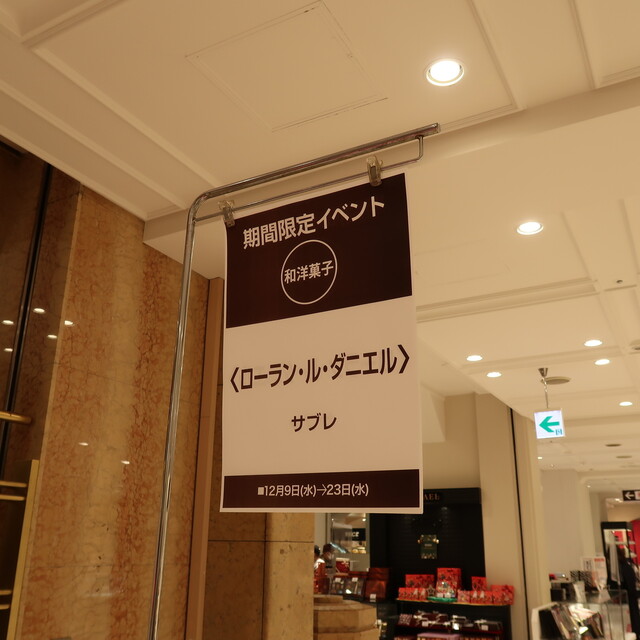 期間限定イベント
和洋菓子
〈ローラン・ル・ダニエル〉
サブレ
■12月9日(水)→23日(水)